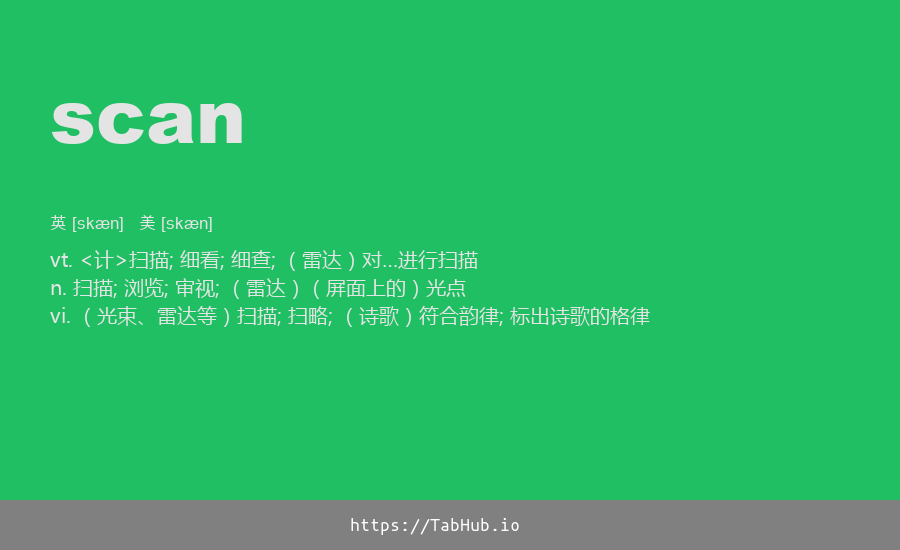 scan
英 [skæn] 美 [skæn]
vt. <计>扫描; 细看; 细查; （雷达）对…进行扫描
n. 扫描; 浏览; 审视; （雷达）（屏面上的）光点
vi. （光束、雷达等）扫描; 扫略; （诗歌）符合韵律; 标出诗歌的格律
https://TabHub.io